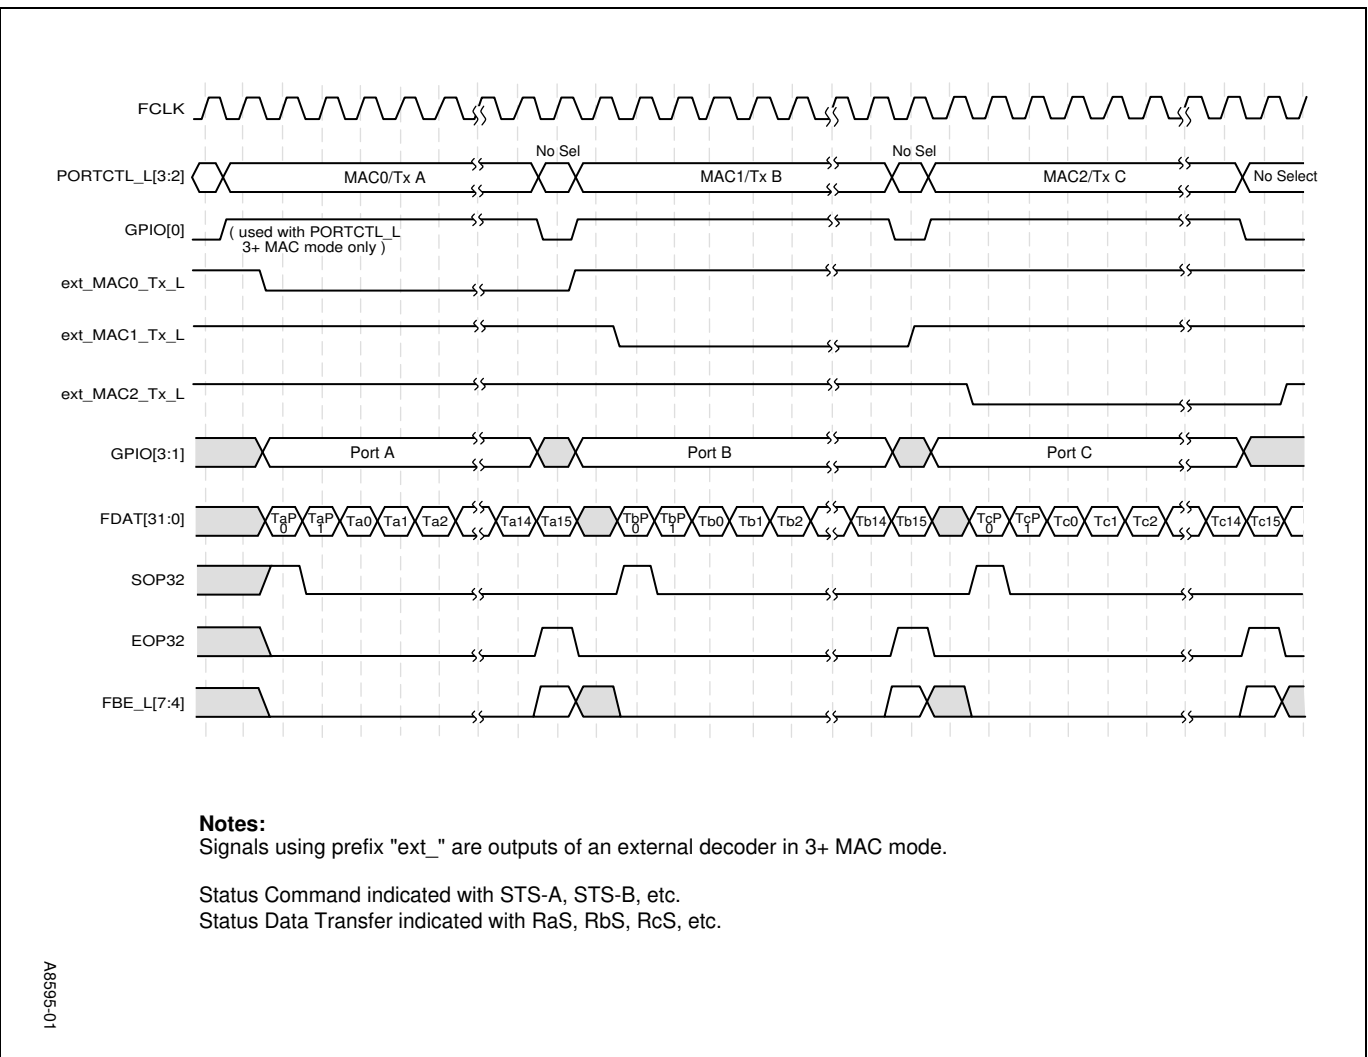 FCLK
No Sel
No Sel
PORTCTL_L[3:2]
MAC0/Tx A
MAC1/Tx B
MAC2/Tx C
No Select
GPIO[0]
( used with PORTCTL_L
3+ MAC mode only )
ext_MAC0_Tx_L
ext_MAC1_Tx_L
ext_MAC2_Tx_L
GPIO[3:1]
Port A
Port B
Port C
FDAT[31:0]
TaP 0
TaP 1
Ta0
Ta1
Ta2
Ta14
Ta15
TbP 0
TbP 1
Tb0
Tb1
Tb2
Tb14
Tb15
TcP 0
TcP 1
Tc0
Tc1
Tc2
Tc14
Tc15
SOP32
EOP32
FBE_L[7:4]
Notes:
Signals using prefix "ext_" are outputs of an external decoder in 3+ MAC mode.
Status Command indicated with STS-A, STS-B, etc.
Status Data Transfer indicated with RaS, RbS, RcS, etc.
A8595-01